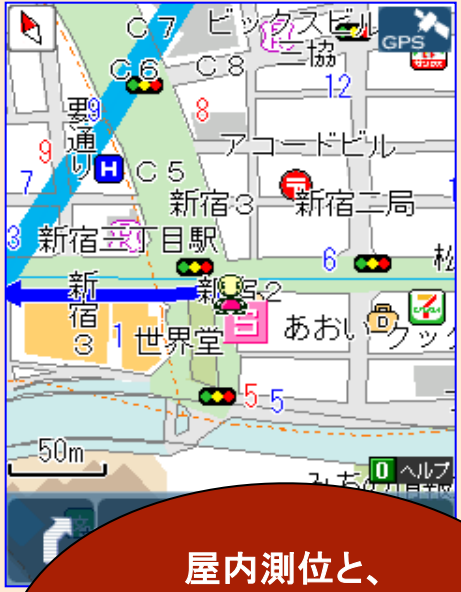 C7
ビックスビル
GPS
三協
C6
C8
12
要通り
9
8
9
アコードビル
H
C5
7
新宿3
新宿二局
3
新宿三丁目駅
6
松
新宿3
新宿2
1
世界堂
あおい
D
クック
5
5
50m
0
ヘルプ
屋内測位と、